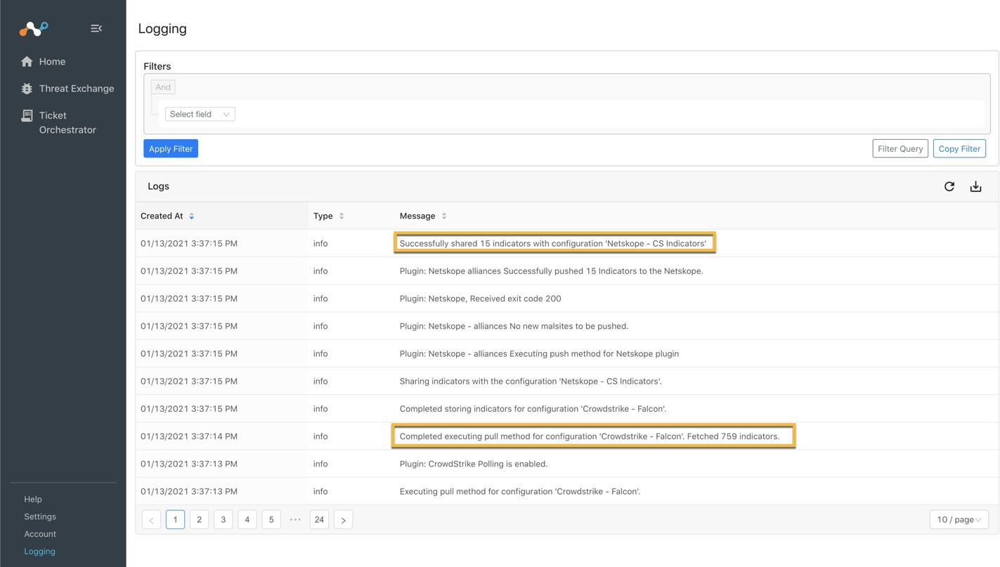 Logging
Home
Threat Exchange
Ticket
Orchestrator
Help
Settings
Account
Logging
Filters
And
Select field
Apply Filter
Filter Query
Copy Filter
Logs
Created At Type Message
01/13/2021 3:37:15 PM info Successfully shared 15 indicators with configuration 'Netskope - CS Indicators'
01/13/2021 3:37:15 PM info Plugin: Netskope alliances Successfully pushed 15 Indicators to the Netskope.
01/13/2021 3:37:15 PM info Plugin: Netskope, Received exit code 200
01/13/2021 3:37:15 PM info Plugin: Netskope - alliances No new malsites to be pushed.
01/13/2021 3:37:15 PM info Plugin: Netskope - alliances Executing push method for Netskope plugin
01/13/2021 3:37:15 PM info Sharing indicators with the configuration 'Netskope - CS Indicators'.
01/13/2021 3:37:15 PM info Completed storing indicators for configuration 'Crowdstrike - Falcon'.
01/13/2021 3:37:14 PM info Completed executing pull method for configuration 'Crowdstrike - Falcon'. Fetched 759 indicators.
01/13/2021 3:37:13 PM info Plugin: CrowdStrike Polling is enabled.
01/13/2021 3:37:13 PM info Executing pull method for configuration 'Crowdstrike - Falcon'.
< 1 2 3 4 5 ••• 24 > 10 / page